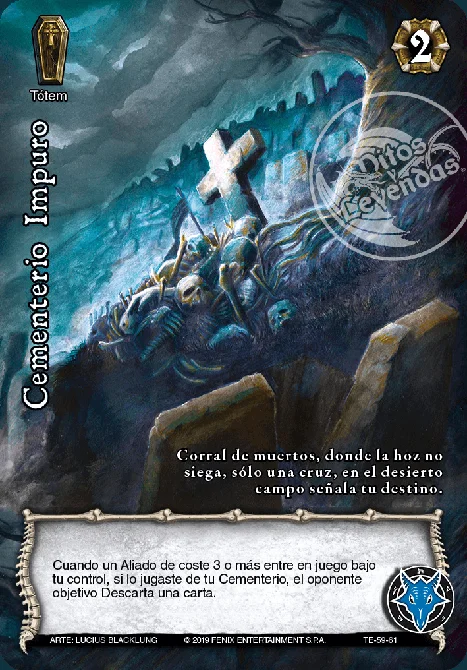 2
Tótem
Cementerio Impuro
Mitos
y
Leyendas
Corral de muertos, donde la hoz no
siega, sólo una cruz, en el desierto
campo señala tu destino.
Cuando un Aliado de coste 3 o más entre en juego bajo
tu control, si lo jugaste de tu Cementerio, el oponente
objetivo Descarta una carta.
ARTE: LUCIUS BLACKLUNG © 2019 FENIX ENTERTAINMENT S.P.A. TE-59-61